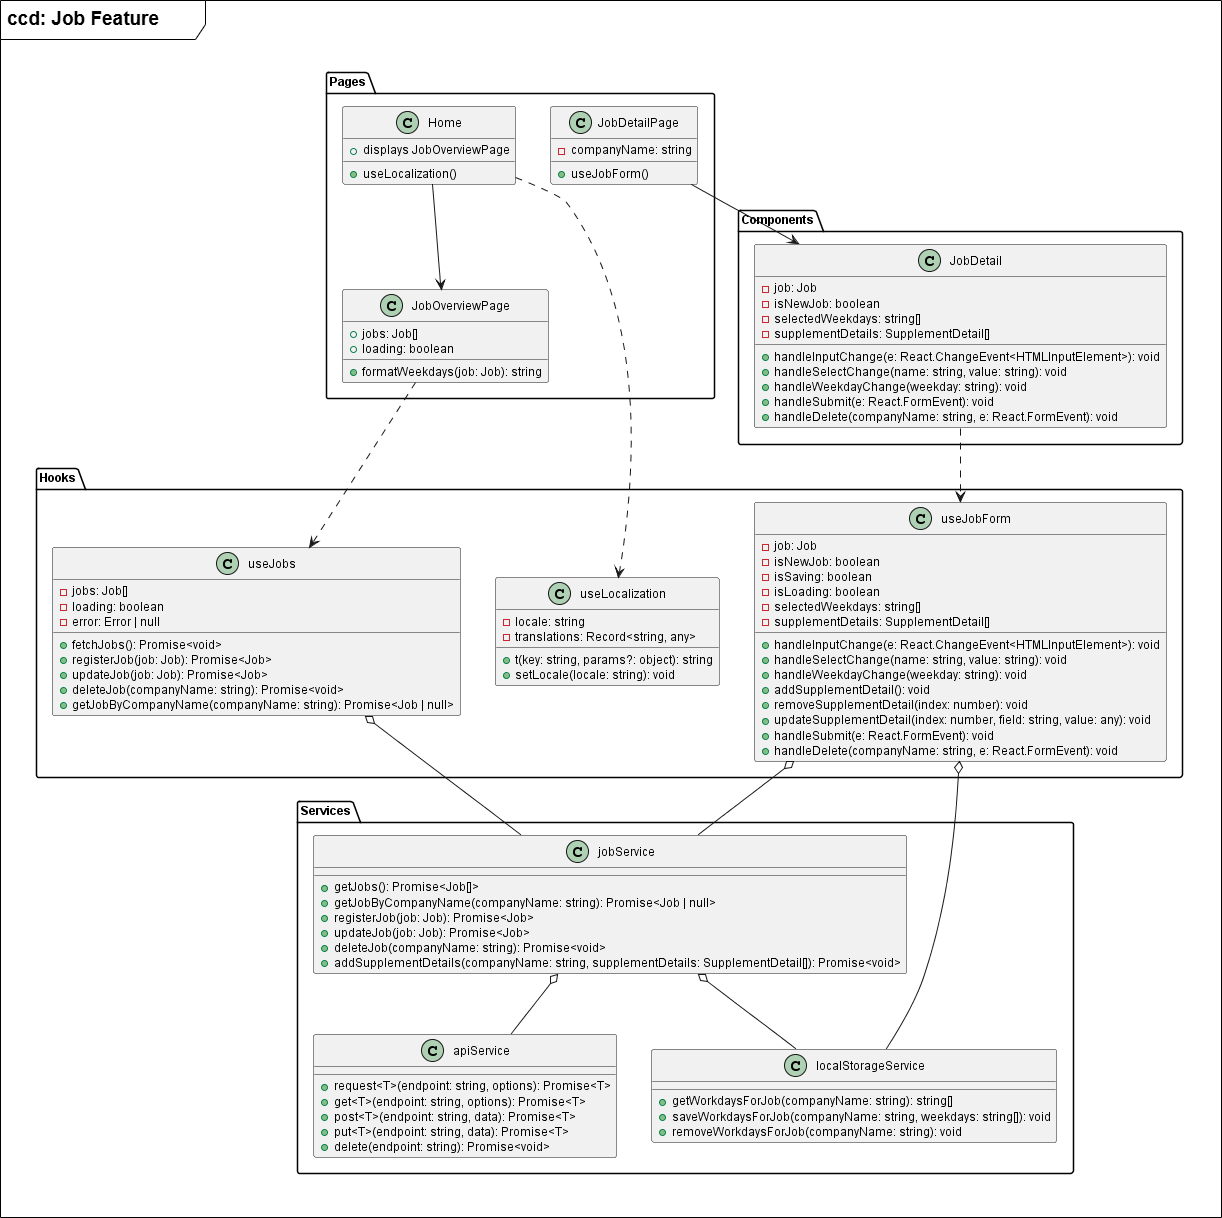 ccd: Job Feature
Pages
C Home
displays JobOverviewPage
useLocalization()
C JobDetailPage
companyName: string
useJobForm()
C JobOverviewPage
jobs: Job[]
loading: boolean
formatWeekdays(job: Job): string
Components
C JobDetail
job: Job
isNewJob: boolean
selectedWeekdays: string[]
supplementDetails: SupplementDetail[]
handleInputChange(e: React.ChangeEvent<HTMLInputElement>): void
handleSelectChange(name: string, value: string): void
handleWeekdayChange(weekday: string): void
handleSubmit(e: React.FormEvent): void
handleDelete(companyName: string, e: React.FormEvent): void
Hooks
C useJobs
jobs: Job[]
loading: boolean
error: Error | null
fetchJobs(): Promise<void>
registerJob(job: Job): Promise<Job>
updateJob(job: Job): Promise<Job>
deleteJob(companyName: string): Promise<void>
getJobByCompanyName(companyName: string): Promise<Job | null>
C useLocalization
locale: string
translations: Record<string, any>
t(key: string, params?: object): string
setLocale(locale: string): void
C useJobForm
job: Job
isNewJob: boolean
isSaving: boolean
isLoading: boolean
selectedWeekdays: string[]
supplementDetails: SupplementDetail[]
handleInputChange(e: React.ChangeEvent<HTMLInputElement>): void
handleSelectChange(name: string, value: string): void
handleWeekdayChange(weekday: string): void
addSupplementDetail(): void
removeSupplementDetail(index: number): void
updateSupplementDetail(index: number, field: string, value: any): void
handleSubmit(e: React.FormEvent): void
handleDelete(companyName: string, e: React.FormEvent): void
Services
C jobService
getJobs(): Promise<Job[]>
getJobByCompanyName(companyName: string): Promise<Job | null>
registerJob(job: Job): Promise<Job>
updateJob(job: Job): Promise<Job>
deleteJob(companyName: string): Promise<void>
addSupplementDetails(companyName: string, supplementDetails: SupplementDetail[]): Promise<void>
C apiService
request<T>(endpoint: string, options): Promise<T>
get<T>(endpoint: string, options): Promise<T>
post<T>(endpoint: string, data): Promise<T>
put<T>(endpoint: string, data): Promise<T>
delete(endpoint: string): Promise<void>
C localStorageService
getWorkdaysForJob(companyName: string): string[]
saveWorkdaysForJob(companyName: string, weekdays: string[]): void
removeWorkdaysForJob(companyName: string): void